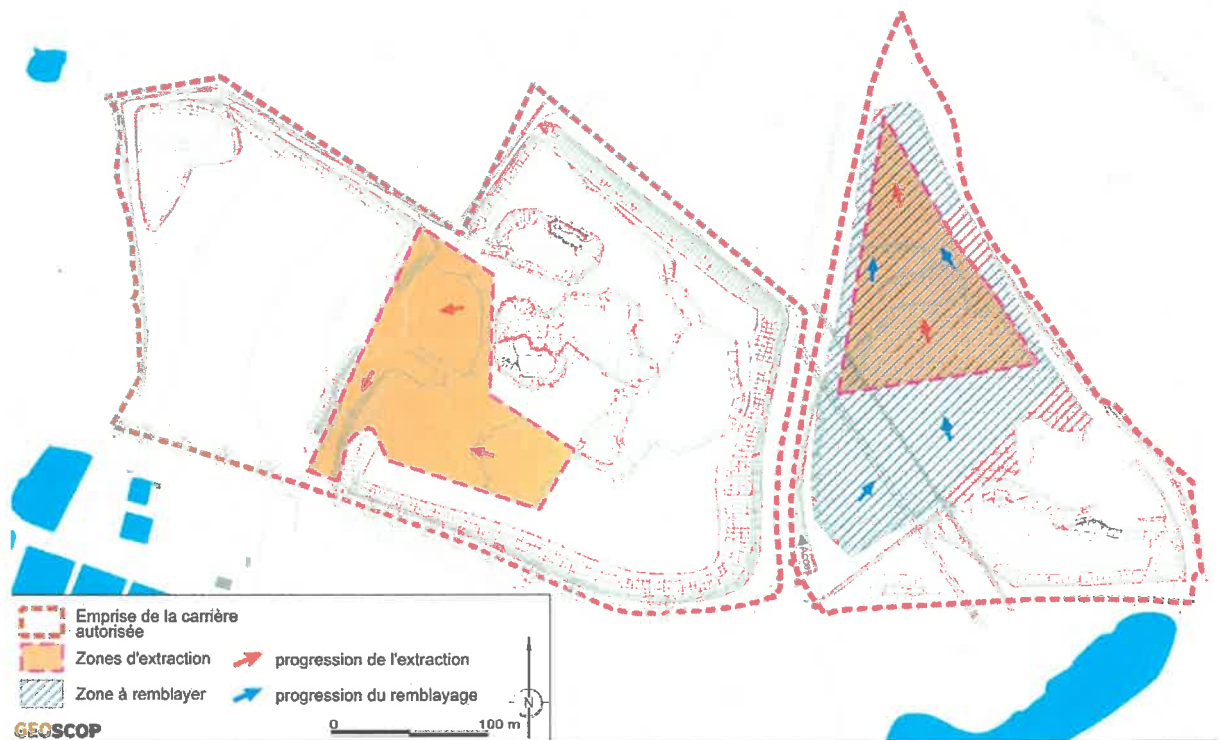 Emprise de la carrière
autorisée
Zones d'extraction
progression de l'extraction
Zone à remblayer
progression du remblayage
N
GEOSCOP
0 100 m